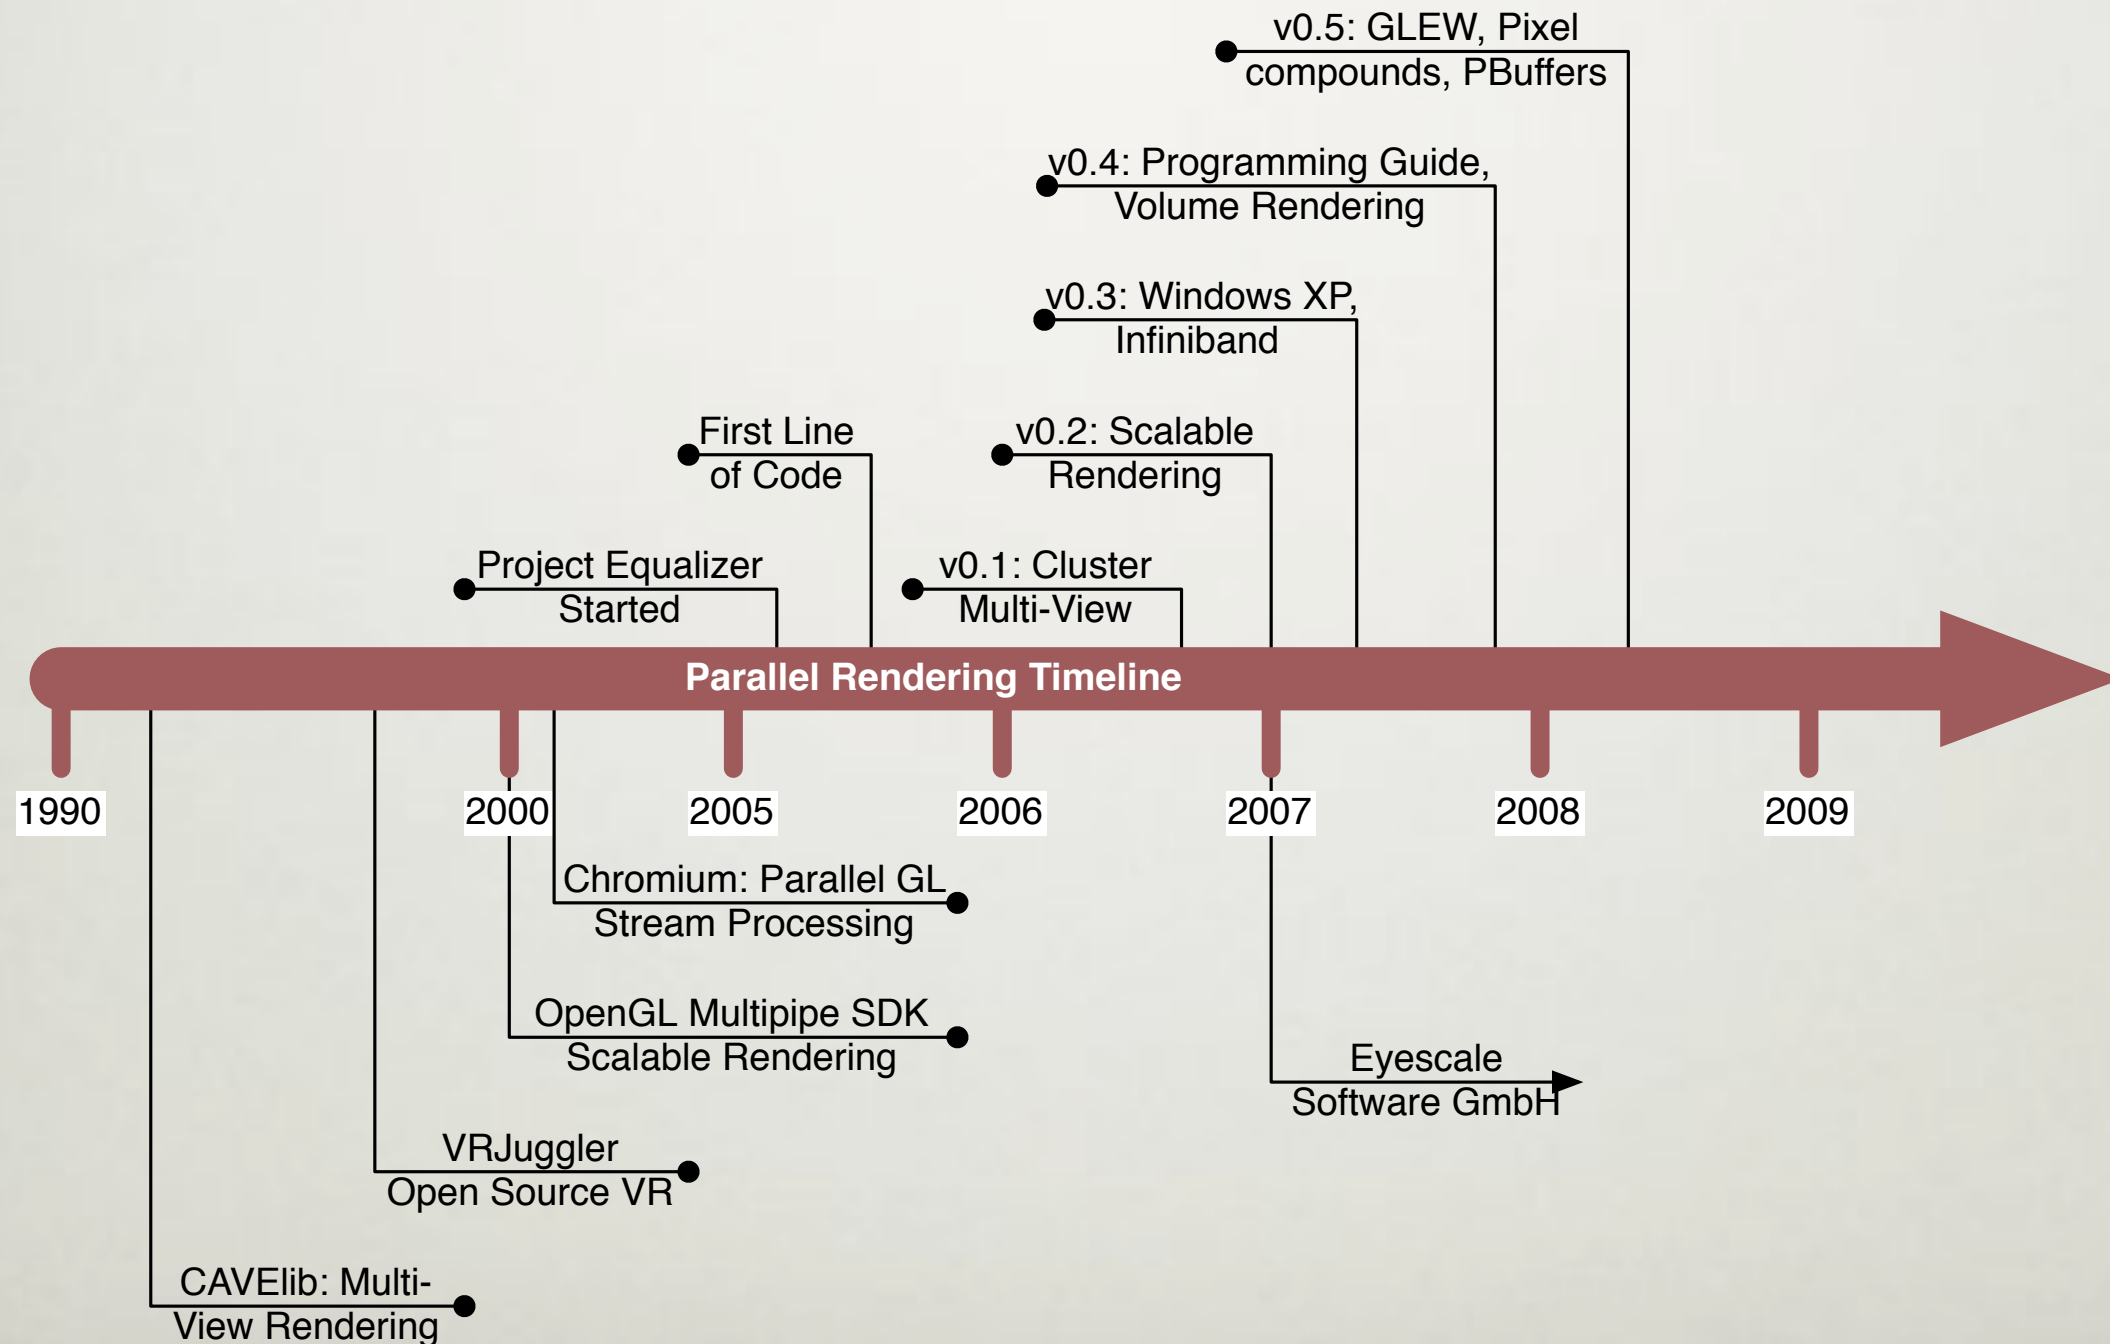 v0.5: GLEW, Pixel
compounds, PBuffers
v0.4: Programming Guide,
Volume Rendering
v0.3: Windows XP,
Infiniband
First Line
of Code
v0.2: Scalable
Rendering
Project Equalizer
Started
v0.1: Cluster
Multi-View
Parallel Rendering Timeline
1990
2000
2005
2006
2007
2008
2009
Chromium: Parallel GL
Stream Processing
OpenGL Multipipe SDK
Scalable Rendering
Eyescale
Software GmbH
VRJuggler
Open Source VR
CAVElib: Multi-
View Rendering